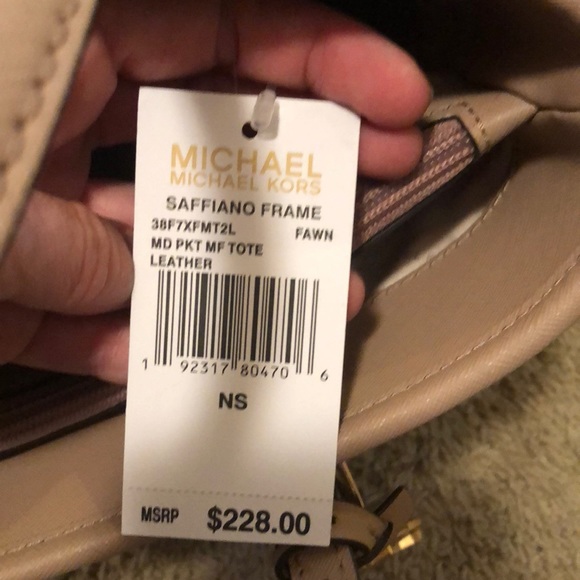 MICHAEL
MICHAEL KORS
SAFFIANO FRAME
38F7XFMT2L FAWN
MD PKT MF TOTE
LEATHER
1 92317 80470 6
NS
MSRP $228.00